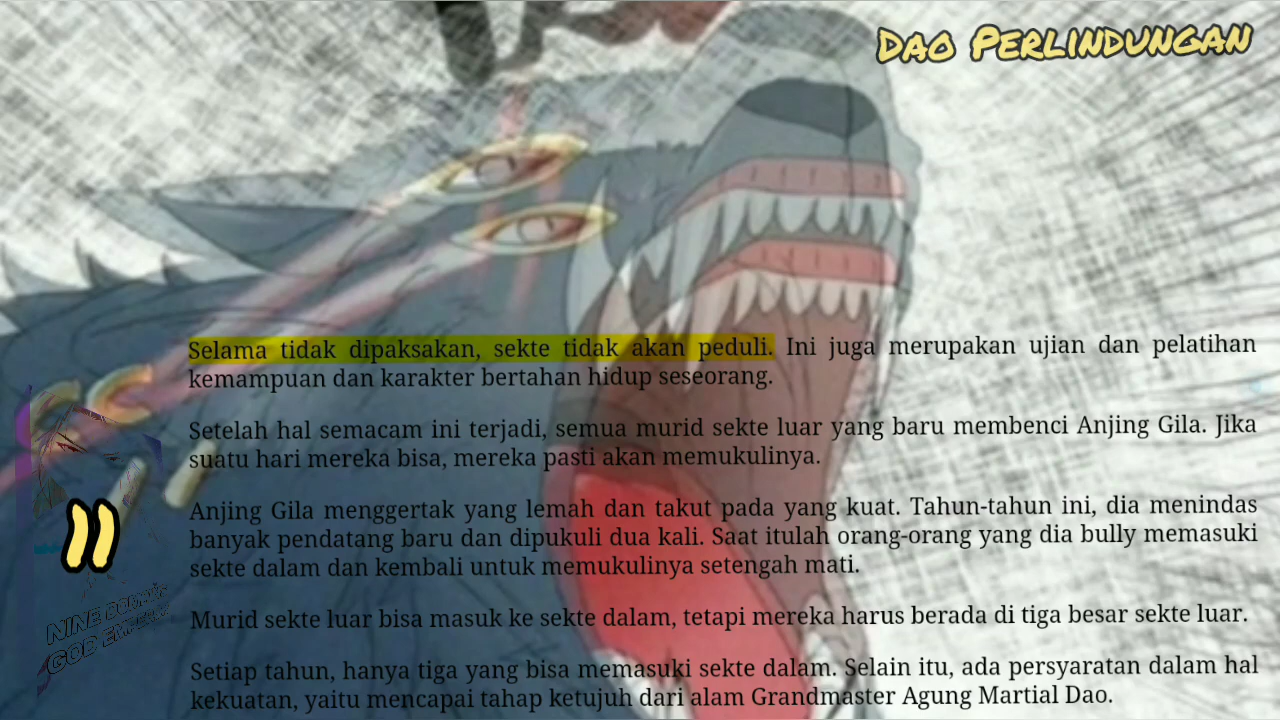 Dao Perlindungan
Selama tidak dipaksakan, sekte tidak akan peduli. Ini juga merupakan ujian dan pelatihan
kemampuan dan karakter bertahan hidup seseorang.
Setelah hal semacam ini terjadi, semua murid sekte luar yang baru membenci Anjing Gila. Jika
suatu hari mereka bisa, mereka pasti akan memukulinya.
Anjing Gila menggertak yang lemah dan takut pada yang kuat. Tahun-tahun ini, dia menindas
banyak pendatang baru dan dipukuli dua kali. Saat itulah orang-orang yang dia bully memasuki
sekte dalam dan kembali untuk memukulinya setengah mati.
Murid sekte luar bisa masuk ke sekte dalam, tetapi mereka harus berada di tiga besar sekte luar.
Setiap tahun, hanya tiga yang bisa memasuki sekte dalam. Selain itu, ada persyaratan dalam hal
kekuatan, yaitu mencapai tahap ketujuh dari alam Grandmaster Agung Martial Dao.
11
NINE
GOD